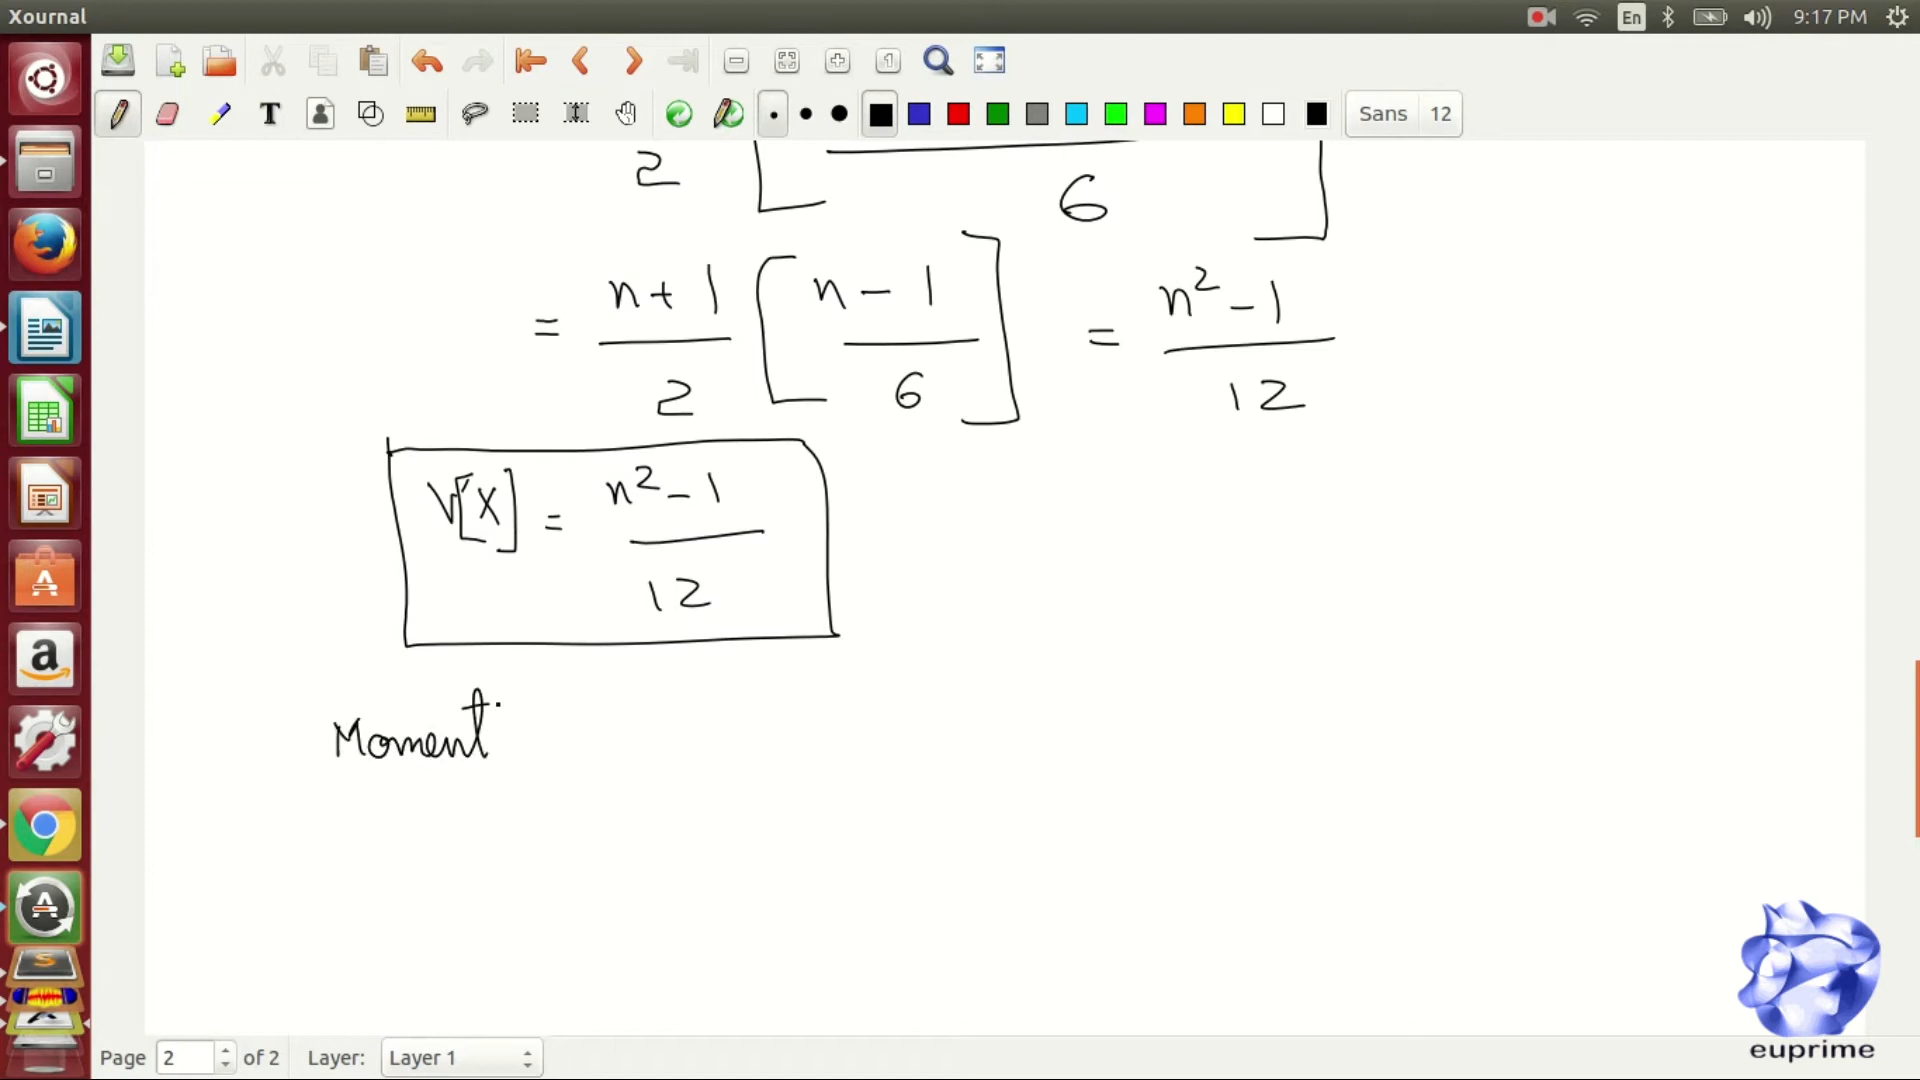 Xournal
En
9:17 PM
Sans 12
2 [ 6 ]
= n+1/2 [ n-1/6 ] = n²-1/12
V[X] = n²-1/12
Moment
euprime
Page 2 of 2 Layer: Layer 1